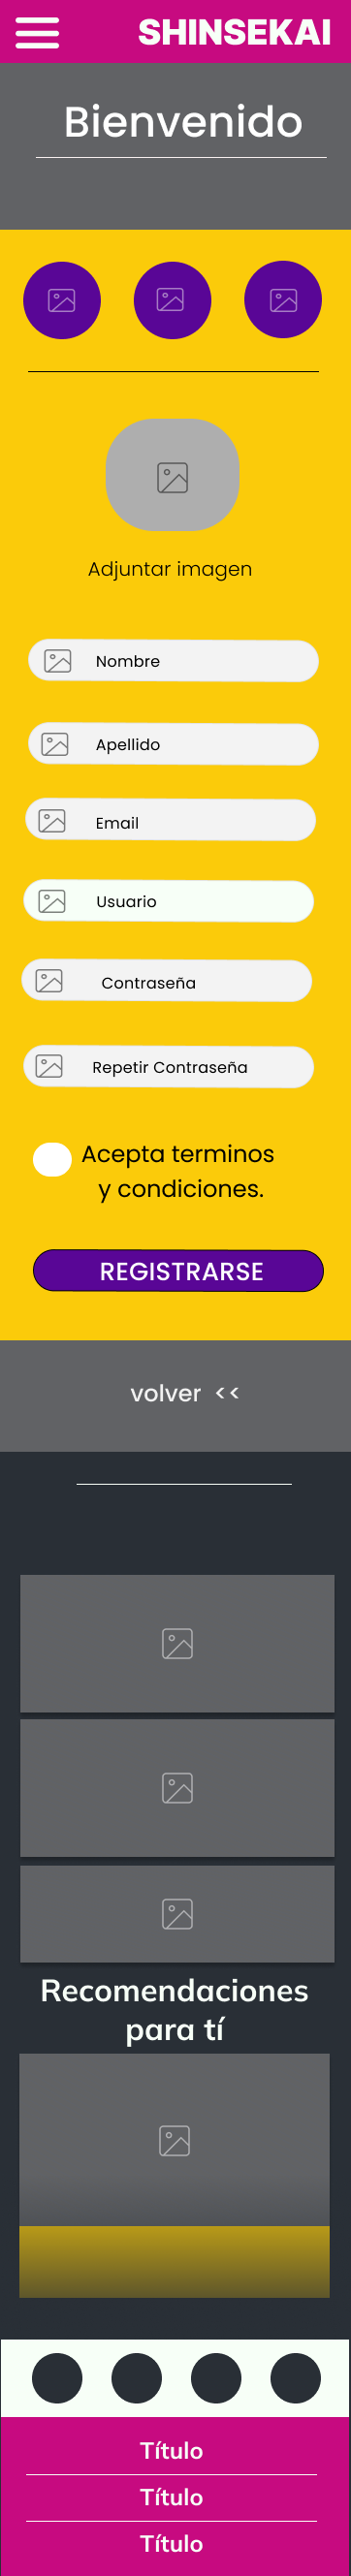 SHINSEKAI
Bienvenido
Adjuntar imagen
Nombre
Apellido
Email
Usuario
Contraseña
Repetir Contraseña
Acepta terminos
y condiciones.
REGISTRARSE
volver <<
Recomendaciones
para tí
Título
Título
Título